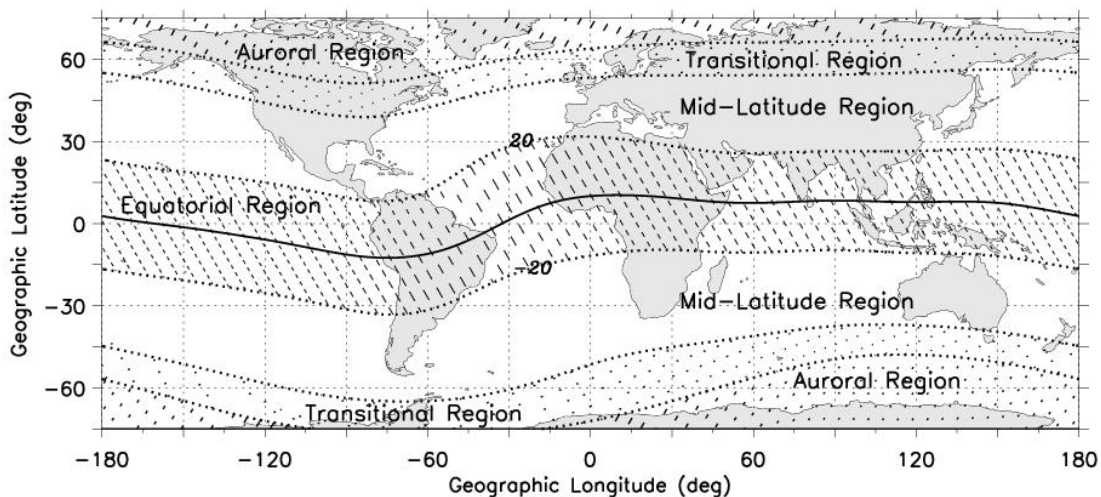 60
Auroral Region
Transitional Region
Mid-Latitude Region
30
20
Equatorial Region
0
-20
-30
Mid-Latitude Region
Auroral Region
-60
Transitional Region
-180 -120 -60 0 60 120 180
Geographic Longitude (deg)
Geographic Latitude (deg)